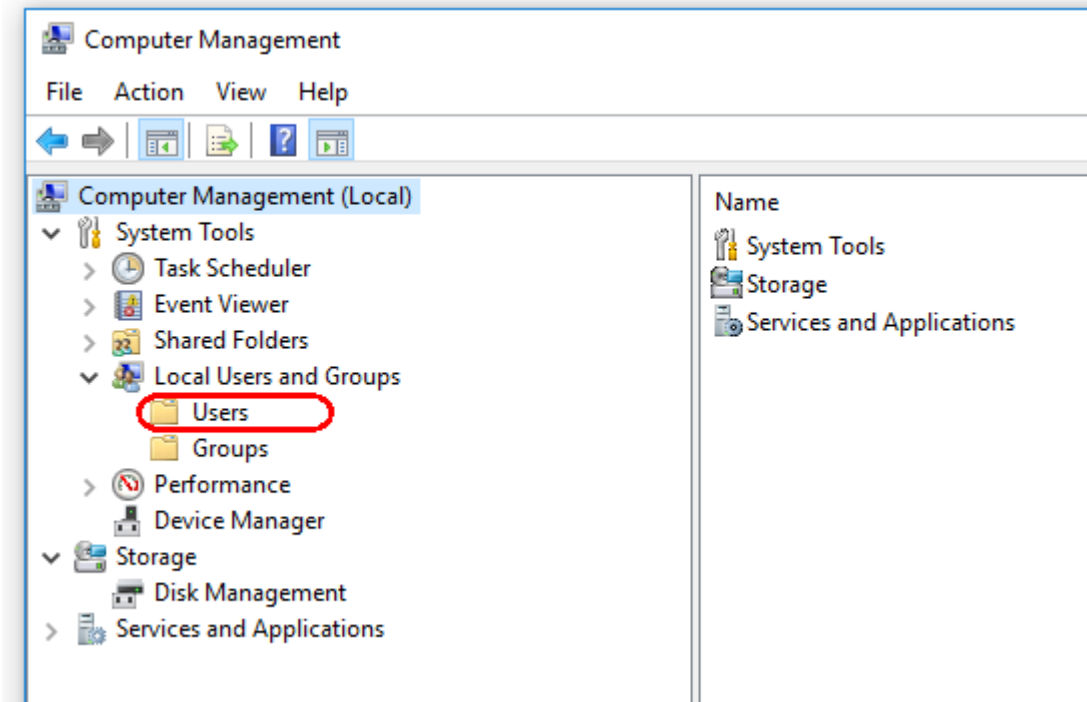 Computer Management
File Action View Help
Computer Management (Local)
System Tools
Task Scheduler
Event Viewer
Shared Folders
Local Users and Groups
Users
Groups
Performance
Device Manager
Storage
Disk Management
Services and Applications
Name
System Tools
Storage
Services and Applications